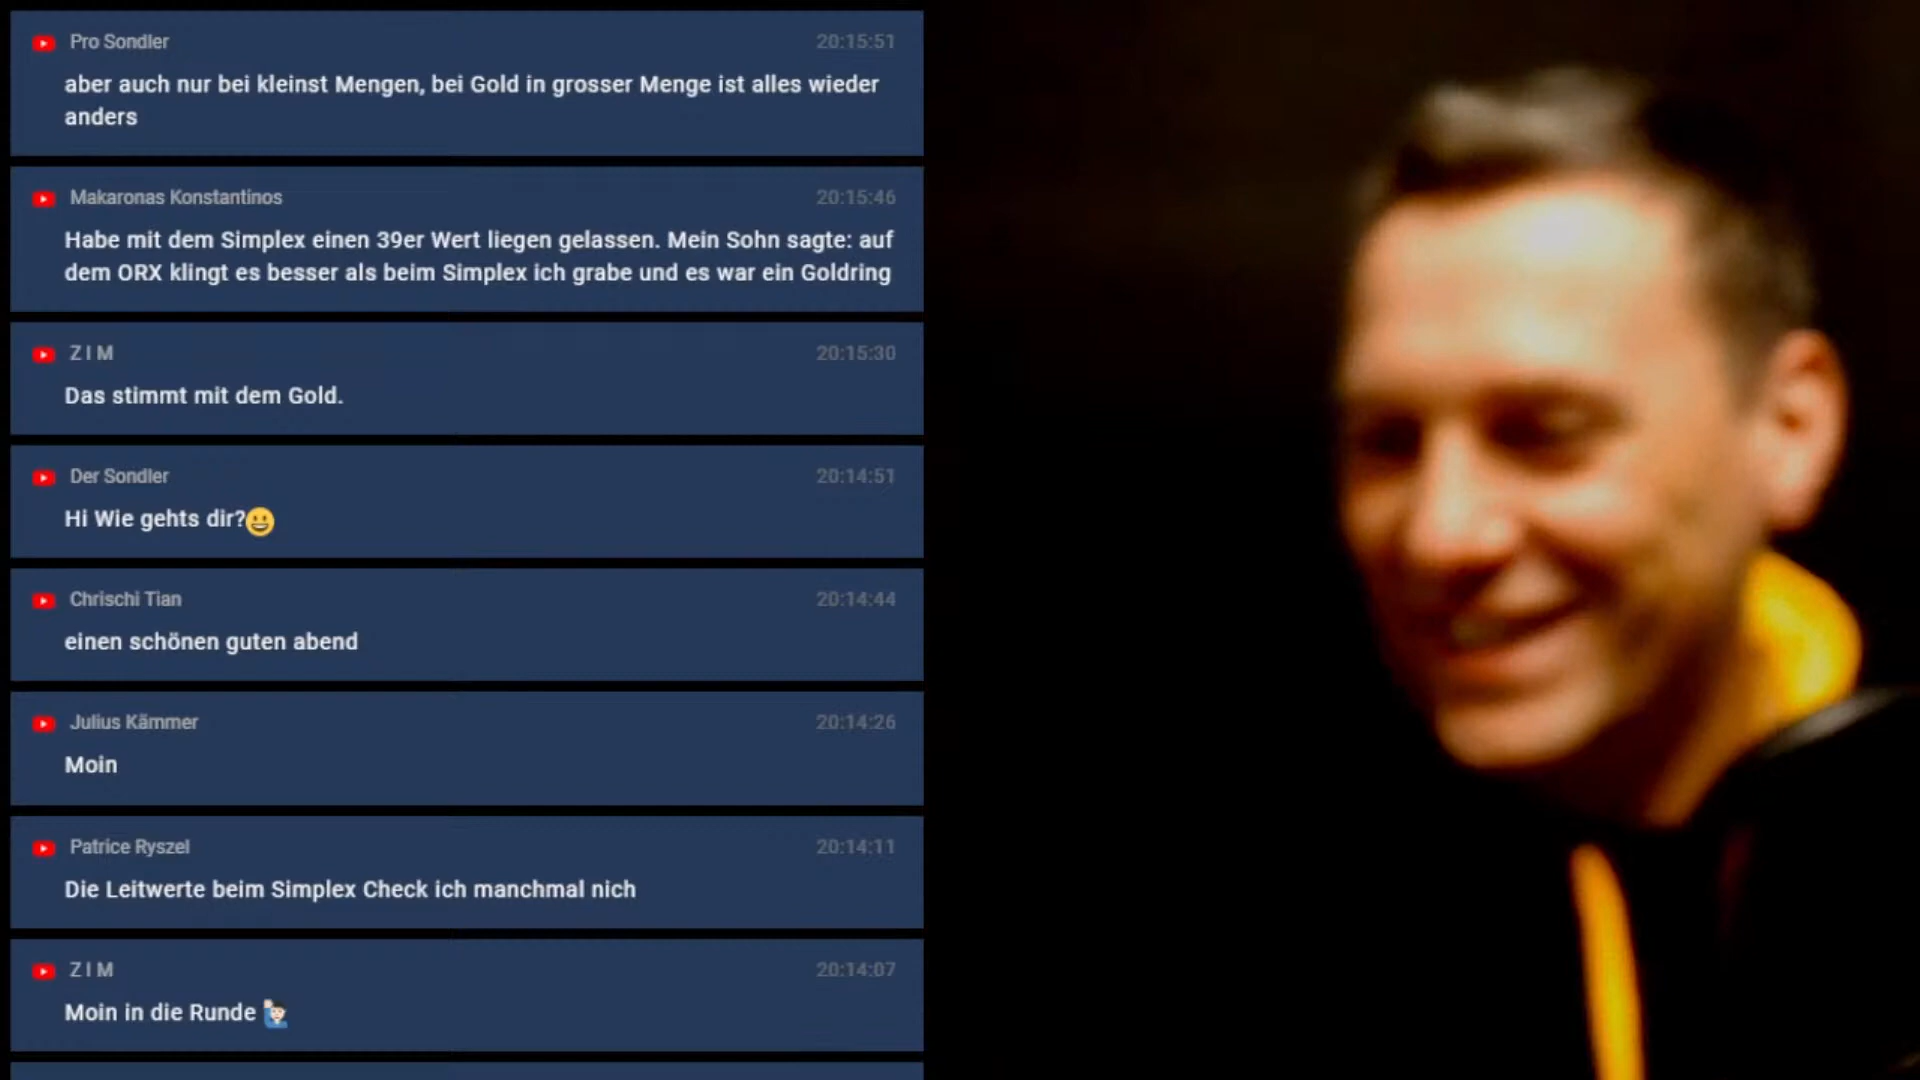 Pro Sondler 20:15:51
aber auch nur bei kleinst Mengen, bei Gold in grosser Menge ist alles wieder
anders
Makaronas Konstantinos 20:15:46
Habe mit dem Simplex einen 39er Wert liegen gelassen. Mein Sohn sagte: auf
dem ORX klingt es besser als beim Simplex ich grabe und es war ein Goldring
Z I M 20:15:30
Das stimmt mit dem Gold.
Der Sondler 20:14:51
Hi Wie gehts dir?😀
Chrischi Tian 20:14:44
einen schönen guten abend
Julius Kämmer 20:14:26
Moin
Patrice Ryszel 20:14:11
Die Leitwerte beim Simplex Check ich manchmal nich
Z I M 20:14:07
Moin in die Runde 🙋🏻‍♂️